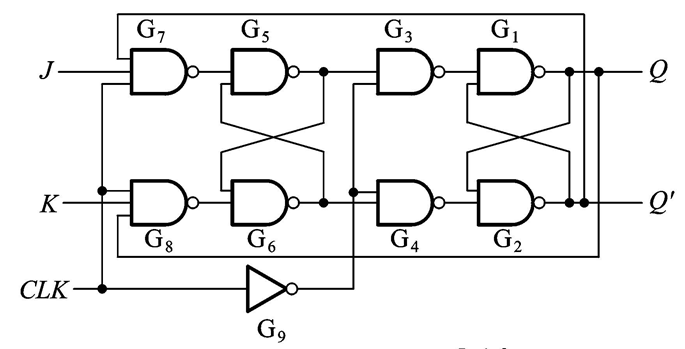 G₇ G₅ G₃ G₁
J Q
K Q′
G₈ G₆ G₄ G₂
CLK
G₉